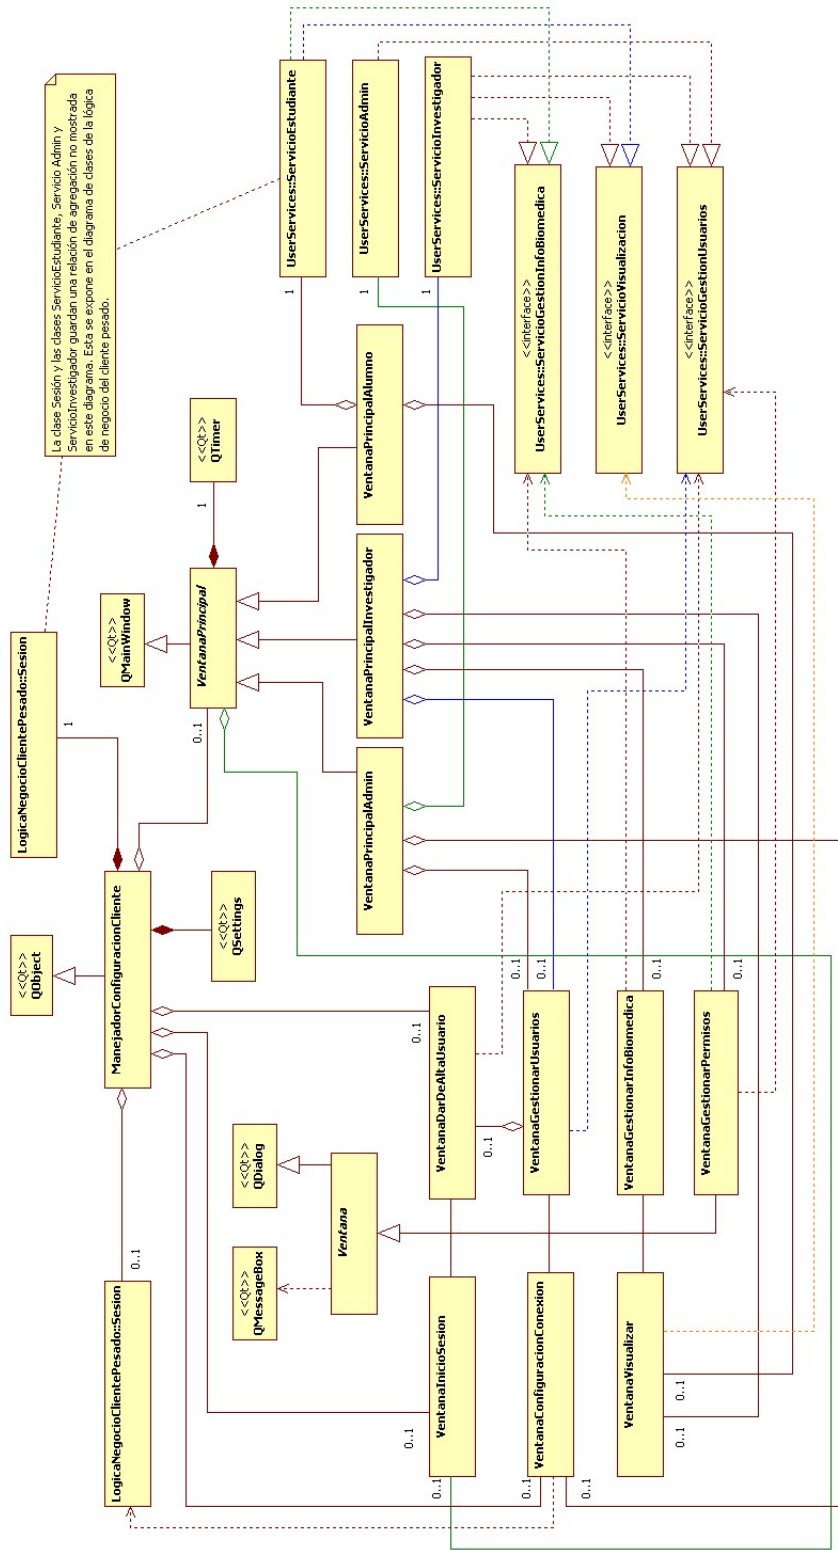 <<Qt>>
QObject
LogicaNegocioClientePesado::Sesion
La clase Sesión y las clases ServicioEstudiante, Servicio Admin y
ServicioInvestigador guardan una relación de agregación no mostrada
en este diagrama. Esta se expone en el diagrama de clases de la lógica
de negocio del cliente pesado.
1
LogicaNegocioClientePesado::Sesion
0..1
ManejadorConfiguracionCliente
<<Qt>>
QMainWindow
0..1
VentanaPrincipal
1
<<Qt>>
QTimer
<<Qt>>
QSettings
<<Qt>>
QMessageBox
<<Qt>>
QDialog
Ventana
1
UserServices::ServicioEstudiante
VentanaPrincipalAdmin
VentanaPrincipalInvestigador
VentanaPrincipalAlumno
1
UserServices::ServicioAdmin
1
UserServices::ServicioInvestigador
0..1
0..1
0..1
VentanaInicioSesion
VentanaDarDeAltaUsuario
0..1
0..1
0..1
0..1
VentanaConfiguracionConexion
VentanaGestionarUsuarios
0..1
<<interface>>
UserServices::ServicioGestionInfoBiomedica
0..1
VentanaVisualizar
VentanaGestionarInfoBiomedica
0..1
<<interface>>
UserServices::ServicioVisualizacion
0..1
0..1
VentanaGestionarPermisos
0..1
<<interface>>
UserServices::ServicioGestionUsuarios